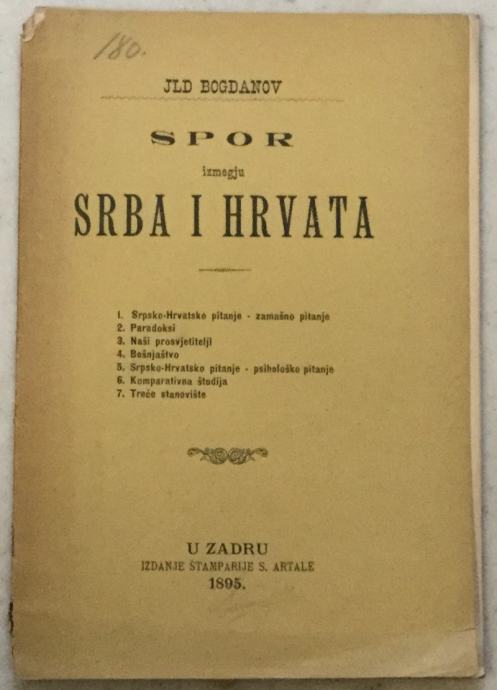 180.
JLD BOGDANOV
SPOR
izmegju
SRBA I HRVATA
1. Srpsko-Hrvatsko pitanje - zamašno pitanje
2. Paradoksi
3. Naši prosvjetitelji
4. Bošnjaštvo
5. Srpsko-Hrvatsko pitanje - psihološko pitanje
6. Komparativna študija
7. Treće stanovište
U ZADRU
IZDANJE ŠTAMPARIJE S. ARTALE
1895.